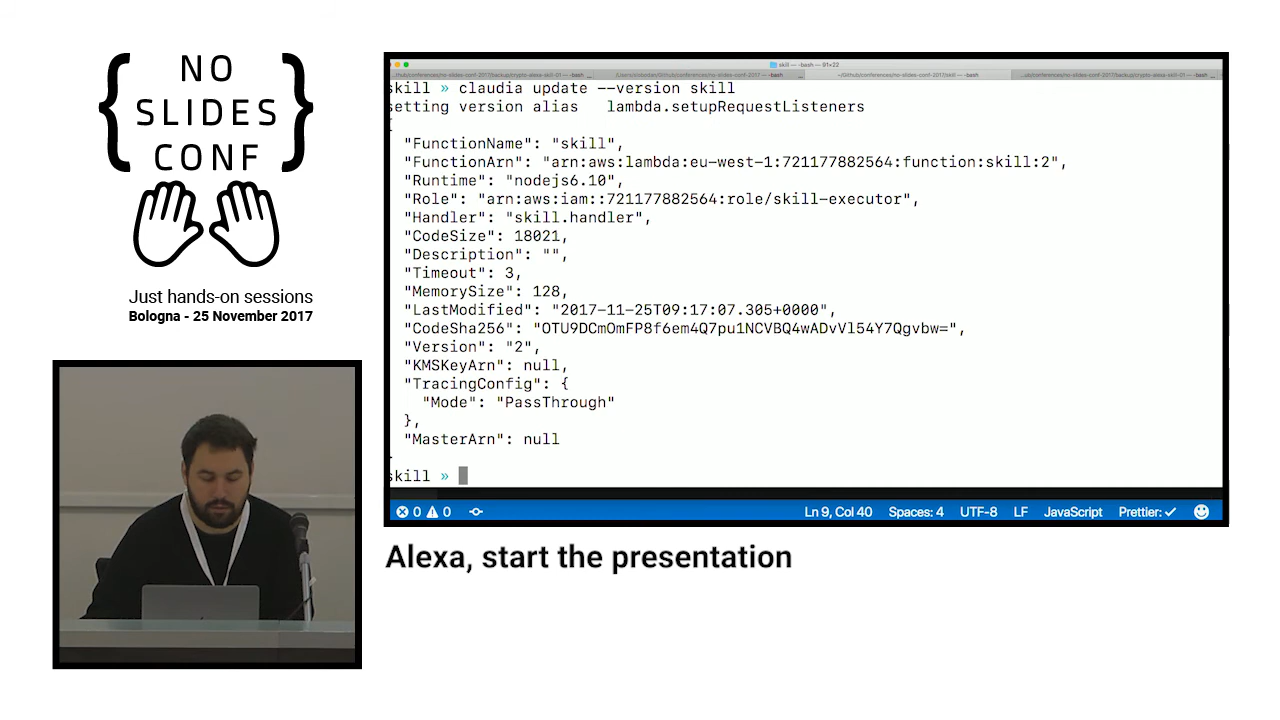 NO
SLIDES
CONF
Just hands-on sessions
Bologna - 25 November 2017
skill — -bash — 91×22
skill » claudia update --version skill
setting version alias lambda.setupRequestListeners
{
"FunctionName": "skill",
"FunctionArn": "arn:aws:lambda:eu-west-1:721177882564:function:skill:2",
"Runtime": "nodejs6.10",
"Role": "arn:aws:iam::721177882564:role/skill-executor",
"Handler": "skill.handler",
"CodeSize": 18021,
"Description": "",
"Timeout": 3,
"MemorySize": 128,
"LastModified": "2017-11-25T09:17:07.305+0000",
"CodeSha256": "OTU9DCmOmFP8f6em4Q7pu1NCVBQ4wADvVl54Y7Qgvbw=",
"Version": "2",
"KMSKeyArn": null,
"TracingConfig": {
"Mode": "PassThrough"
},
"MasterArn": null
skill »
0 0 Ln 9, Col 40 Spaces: 4 UTF-8 LF JavaScript Prettier: ✓
Alexa, start the presentation